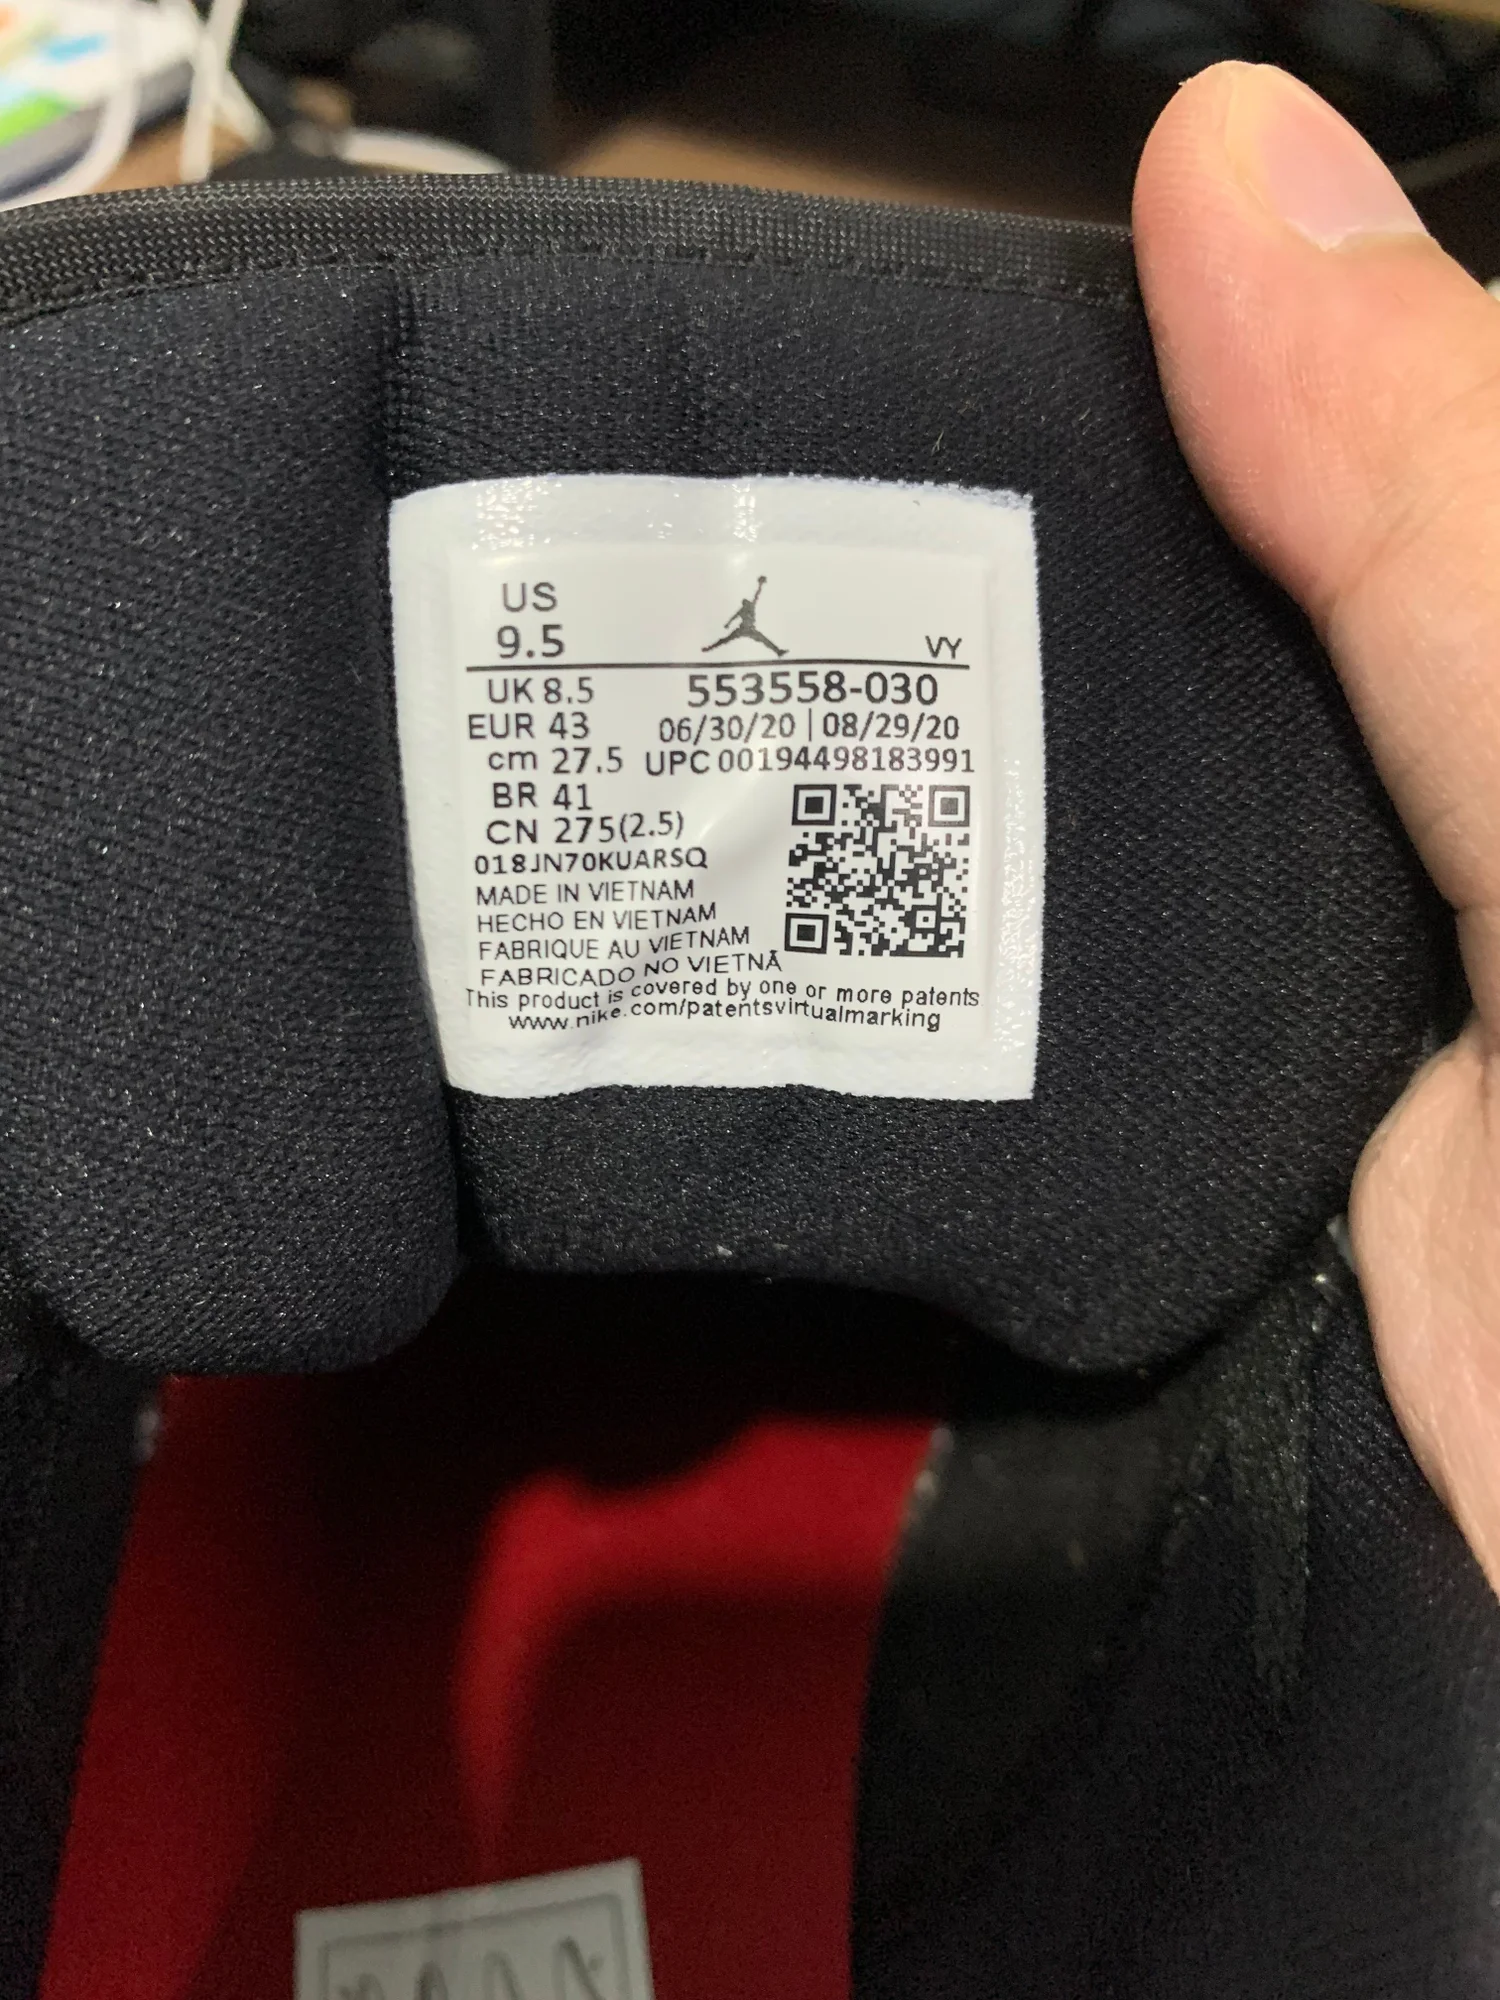 US
9.5
VY
UK 8.5 553558-030
EUR 43 06/30/20 | 08/29/20
cm 27.5 UPC 00194498183991
BR 41
CN 275(2.5)
018JN70KUARSQ
MADE IN VIETNAM
HECHO EN VIETNAM
FABRIQUE AU VIETNAM
FABRICADO NO VIETNÃ
This product is covered by one or more patents
www.nike.com/patentsvirtualmarking